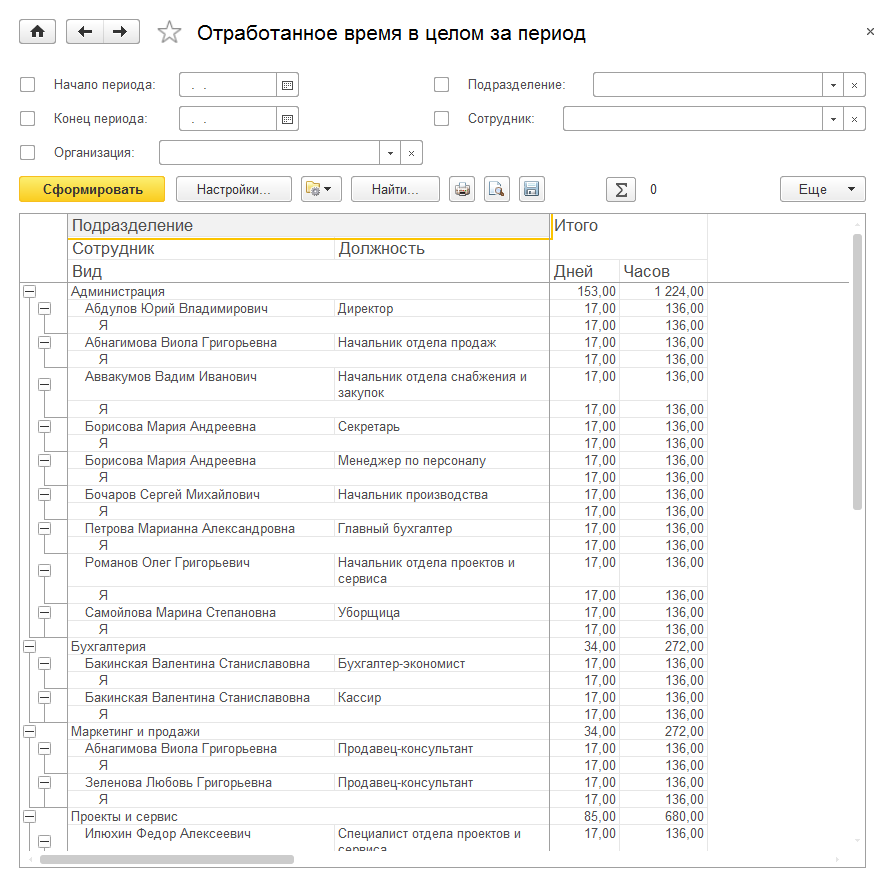 Отработанное время в целом за период
Начало периода: . . Подразделение:
Конец периода: . . Сотрудник:
Организация:
Сформировать Настройки... Найти... Σ 0 Еще
Подразделение Итого
Сотрудник Должность
Вид Дней Часов
Администрация 153,00 1 224,00
Абдулов Юрий Владимирович Директор 17,00 136,00
Я 17,00 136,00
Абнагимова Виола Григорьевна Начальник отдела продаж 17,00 136,00
Я 17,00 136,00
Аввакумов Вадим Иванович Начальник отдела снабжения и 17,00 136,00
закупок
Я 17,00 136,00
Борисова Мария Андреевна Секретарь 17,00 136,00
Я 17,00 136,00
Борисова Мария Андреевна Менеджер по персоналу 17,00 136,00
Я 17,00 136,00
Бочаров Сергей Михайлович Начальник производства 17,00 136,00
Я 17,00 136,00
Петрова Марианна Александровна Главный бухгалтер 17,00 136,00
Я 17,00 136,00
Романов Олег Григорьевич Начальник отдела проектов и 17,00 136,00
сервиса
Я 17,00 136,00
Самойлова Марина Степановна Уборщица 17,00 136,00
Я 17,00 136,00
Бухгалтерия 34,00 272,00
Бакинская Валентина Станиславовна Бухгалтер-экономист 17,00 136,00
Я 17,00 136,00
Бакинская Валентина Станиславовна Кассир 17,00 136,00
Я 17,00 136,00
Маркетинг и продажи 34,00 272,00
Абнагимова Виола Григорьевна Продавец-консультант 17,00 136,00
Я 17,00 136,00
Зеленова Любовь Григорьевна Продавец-консультант 17,00 136,00
Я 17,00 136,00
Проекты и сервис 85,00 680,00
Илюхин Федор Алексеевич Специалист отдела проектов и 17,00 136,00
сервиса